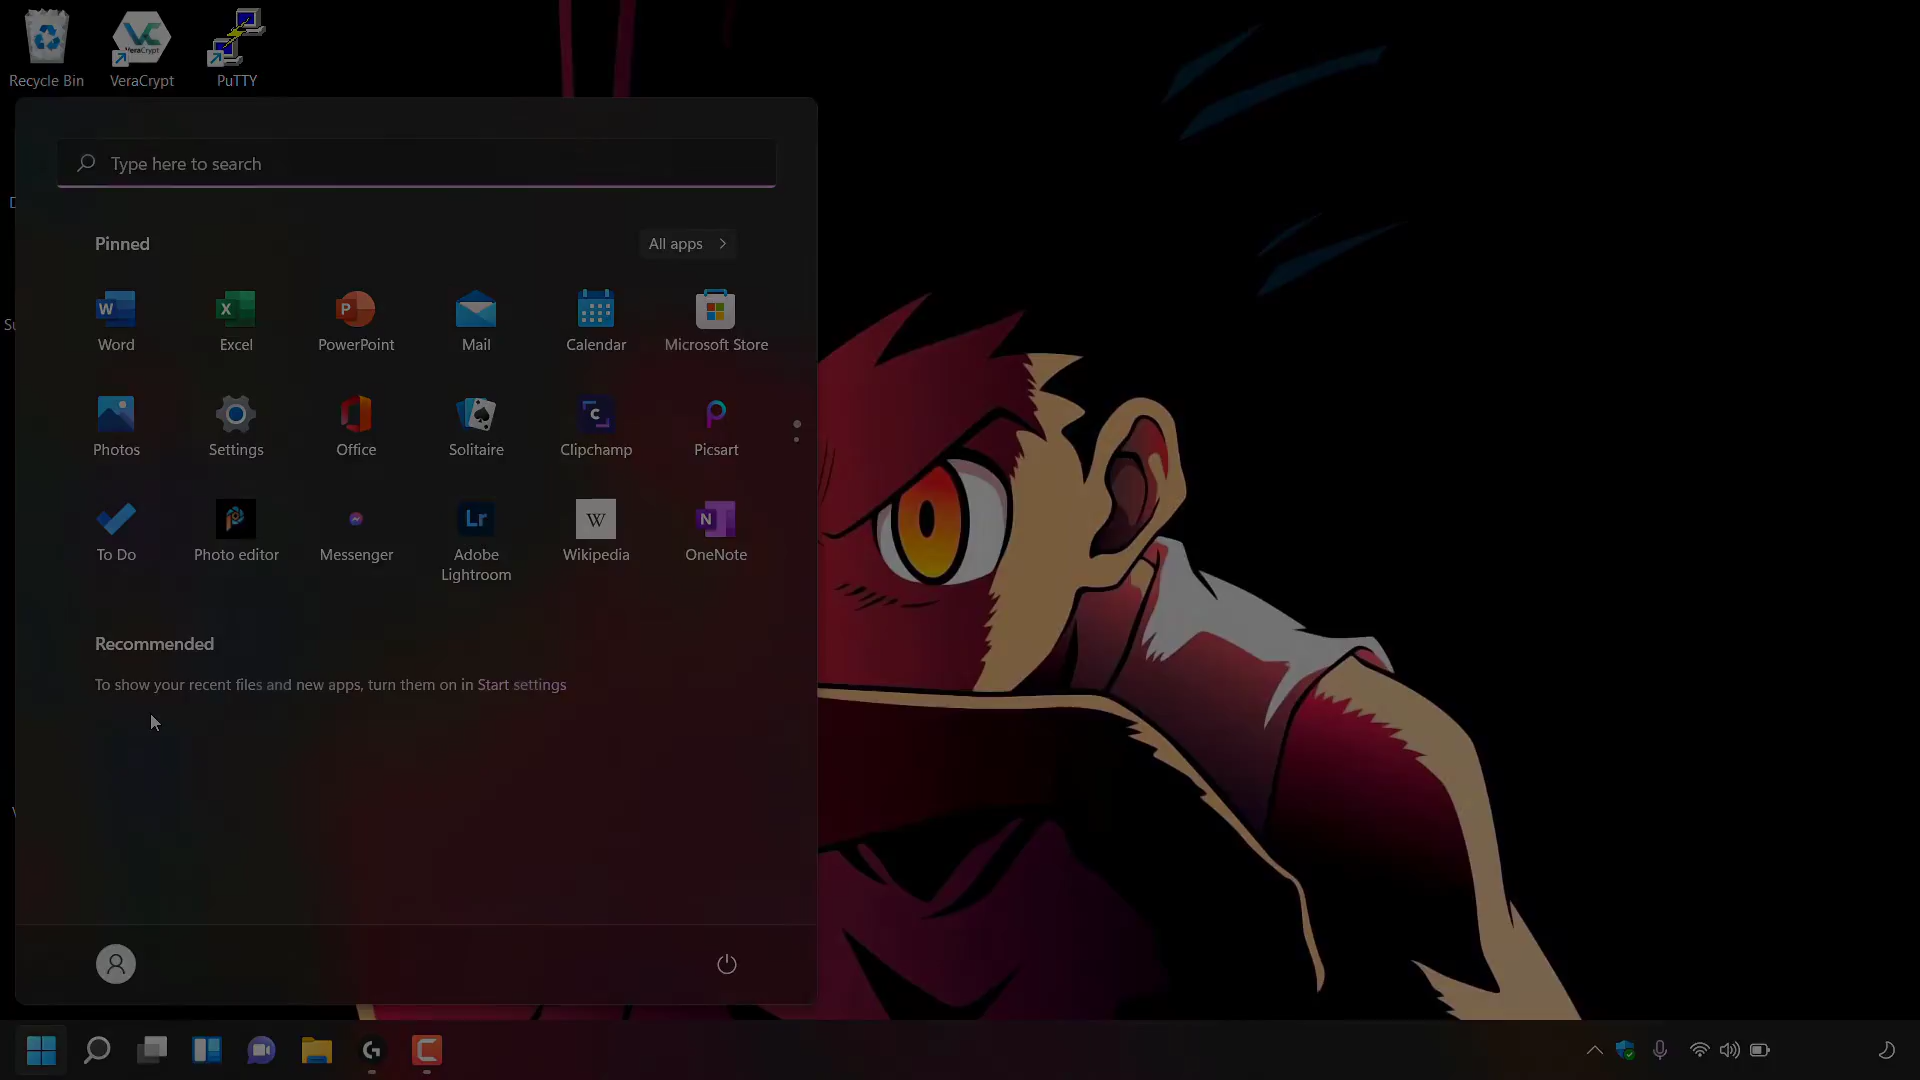 Recycle Bin
VeraCrypt
PuTTY
Type here to search
Pinned
All apps
Word
Excel
PowerPoint
Mail
Calendar
Microsoft Store
Photos
Settings
Office
Solitaire
Clipchamp
Picsart
To Do
Photo editor
Messenger
Adobe
Lightroom
Wikipedia
OneNote
Recommended
To show your recent files and new apps, turn them on in Start settings